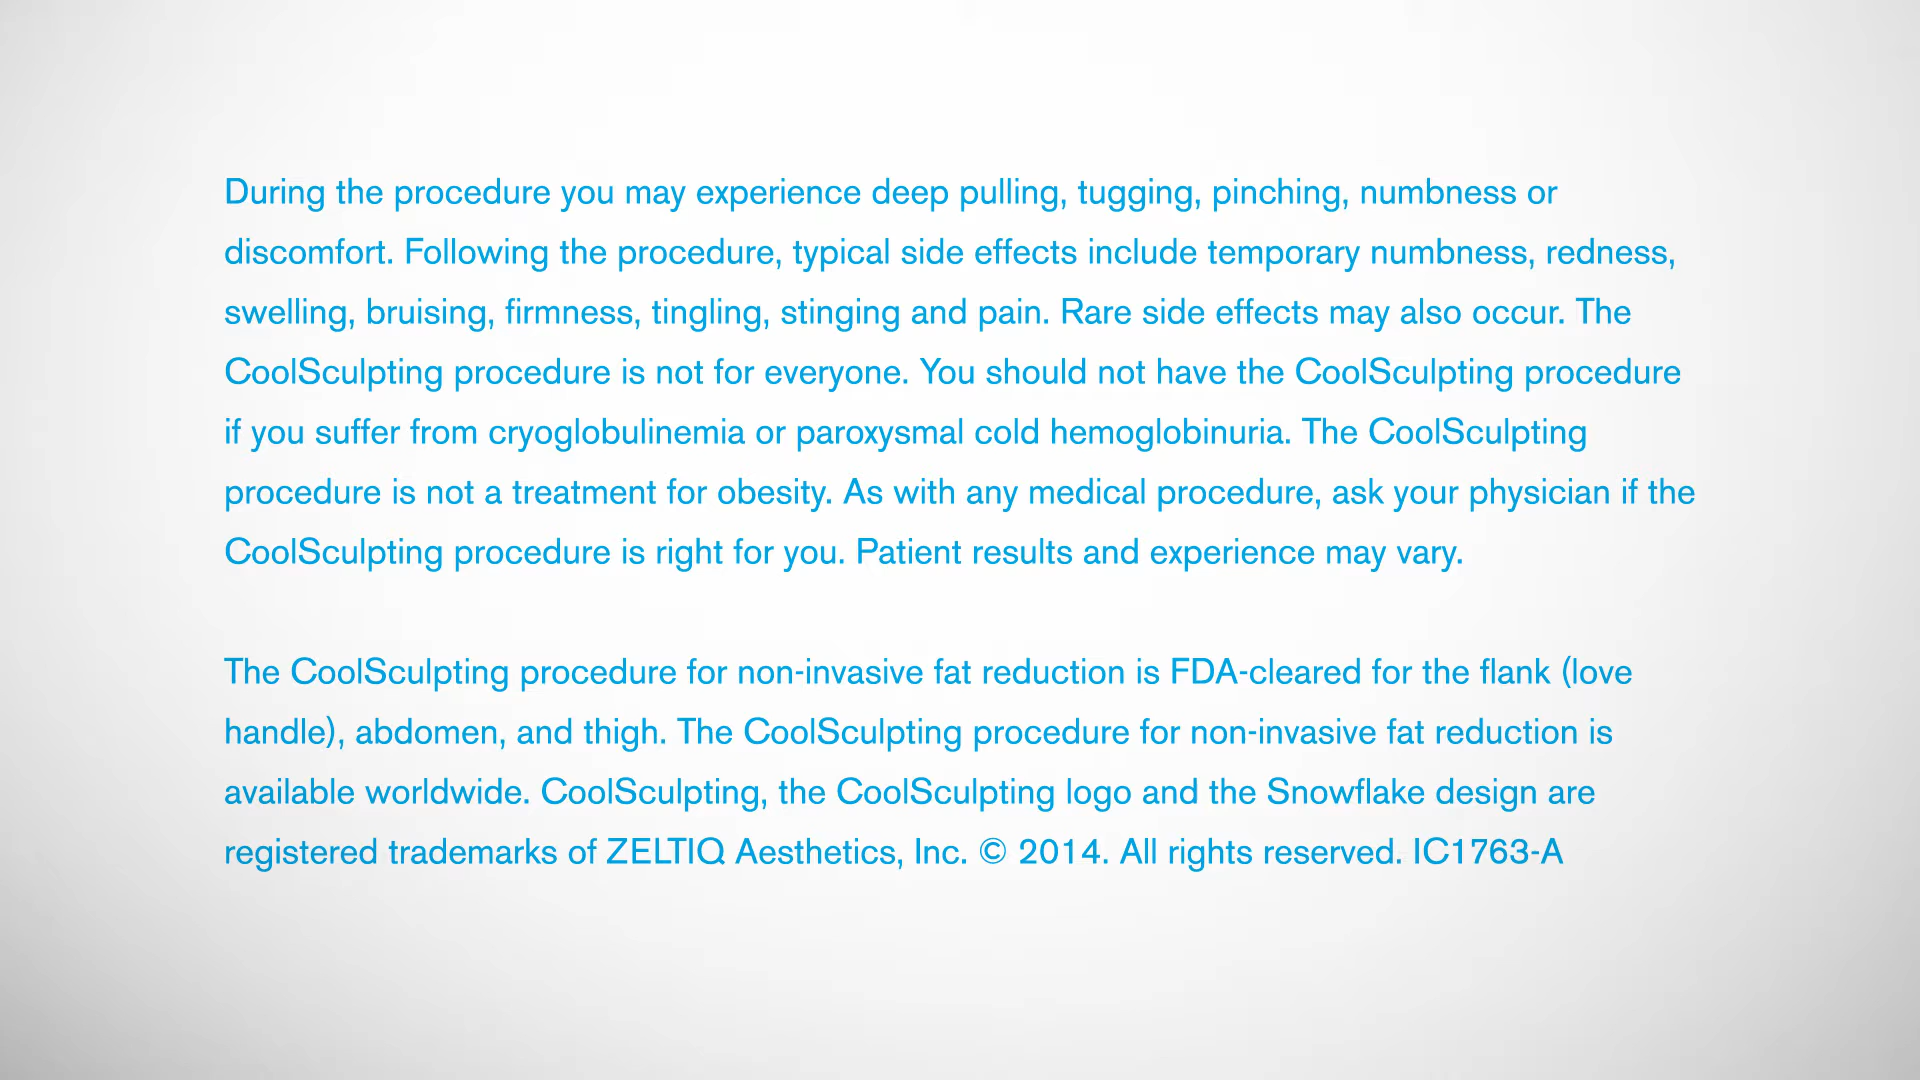 During the procedure you may experience deep pulling, tugging, pinching, numbness or
discomfort. Following the procedure, typical side effects include temporary numbness, redness,
swelling, bruising, firmness, tingling, stinging and pain. Rare side effects may also occur. The
CoolSculpting procedure is not for everyone. You should not have the CoolSculpting procedure
if you suffer from cryoglobulinemia or paroxysmal cold hemoglobinuria. The CoolSculpting
procedure is not a treatment for obesity. As with any medical procedure, ask your physician if the
CoolSculpting procedure is right for you. Patient results and experience may vary.
The CoolSculpting procedure for non-invasive fat reduction is FDA-cleared for the flank (love
handle), abdomen, and thigh. The CoolSculpting procedure for non-invasive fat reduction is
available worldwide. CoolSculpting, the CoolSculpting logo and the Snowflake design are
registered trademarks of ZELTIQ Aesthetics, Inc. © 2014. All rights reserved. IC1763-A